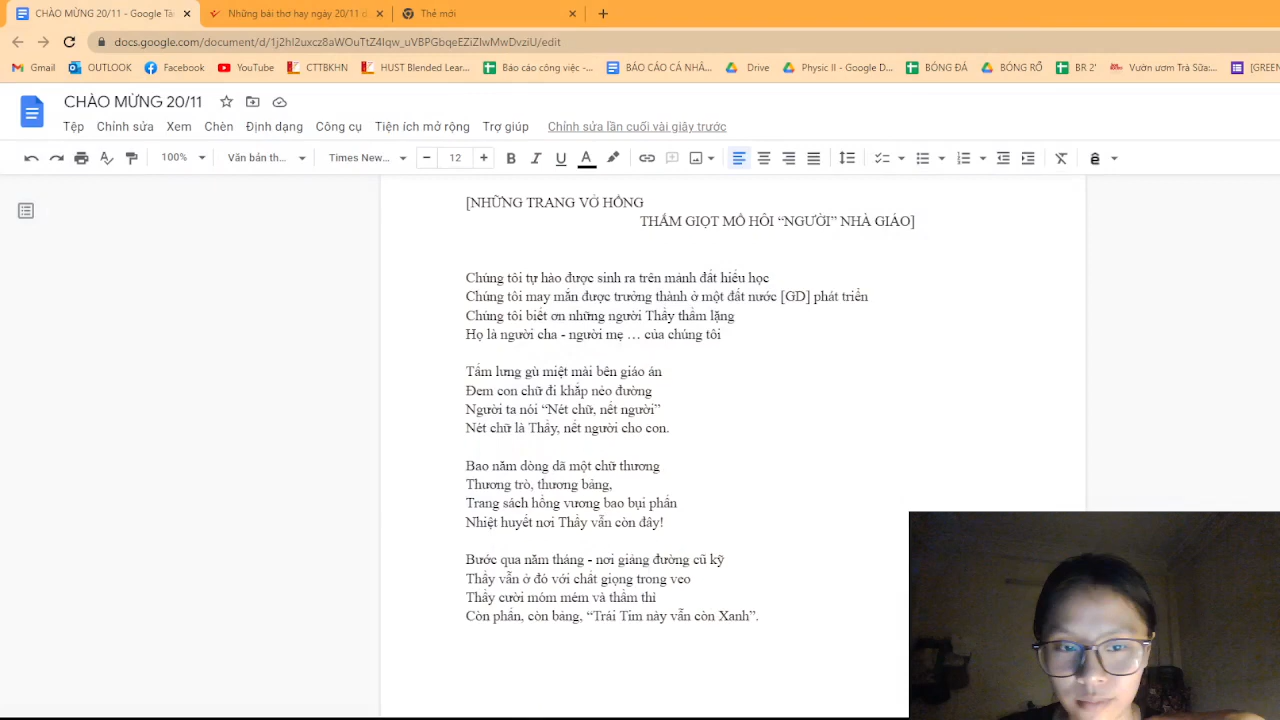 CHÀO MỪNG 20/11 - Google Tài
Những bài thơ hay ngày 20/11 d
Thẻ mới
docs.google.com/document/d/1j2hI2uxcz8aWOuTtZ4Iqw_uVBPGbqeEZiZIwMwDvziU/edit
Gmail OUTLOOK Facebook YouTube CTTBKHN HUST Blended Lear... Báo cáo công việc -... BÁO CÁO CÁ NHÂ... Drive Physic II - Google D... BÓNG ĐÁ BÓNG RỔ BR 2' Vườn ươm Trà Sữa:... [GREEN
CHÀO MỪNG 20/11
Tệp Chỉnh sửa Xem Chèn Định dạng Công cụ Tiện ích mở rộng Trợ giúp Chỉnh sửa lần cuối vài giây trước
100% Văn bản th... Times New... 12 B I U A
[NHỮNG TRANG VỞ HỒNG
THẤM GIỌT MỒ HÔI “NGƯỜI” NHÀ GIÁO]
Chúng tôi tự hào được sinh ra trên mảnh đất hiếu học
Chúng tôi may mắn được trưởng thành ở một đất nước [GD] phát triển
Chúng tôi biết ơn những người Thầy thầm lặng
Họ là người cha - người mẹ … của chúng tôi
Tấm lưng gù miệt mài bên giáo án
Đem con chữ đi khắp nẻo đường
Người ta nói “Nét chữ, nết người”
Nét chữ là Thầy, nết người cho con.
Bao năm dòng dã một chữ thương
Thương trò, thương bảng,
Trang sách hồng vương bao bụi phấn
Nhiệt huyết nơi Thầy vẫn còn đây!
Bước qua năm tháng - nơi giảng đường cũ kỹ
Thầy vẫn ở đó với chất giọng trong veo
Thầy cười móm mém và thầm thì
Còn phấn, còn bảng, “Trái Tim này vẫn còn Xanh”.